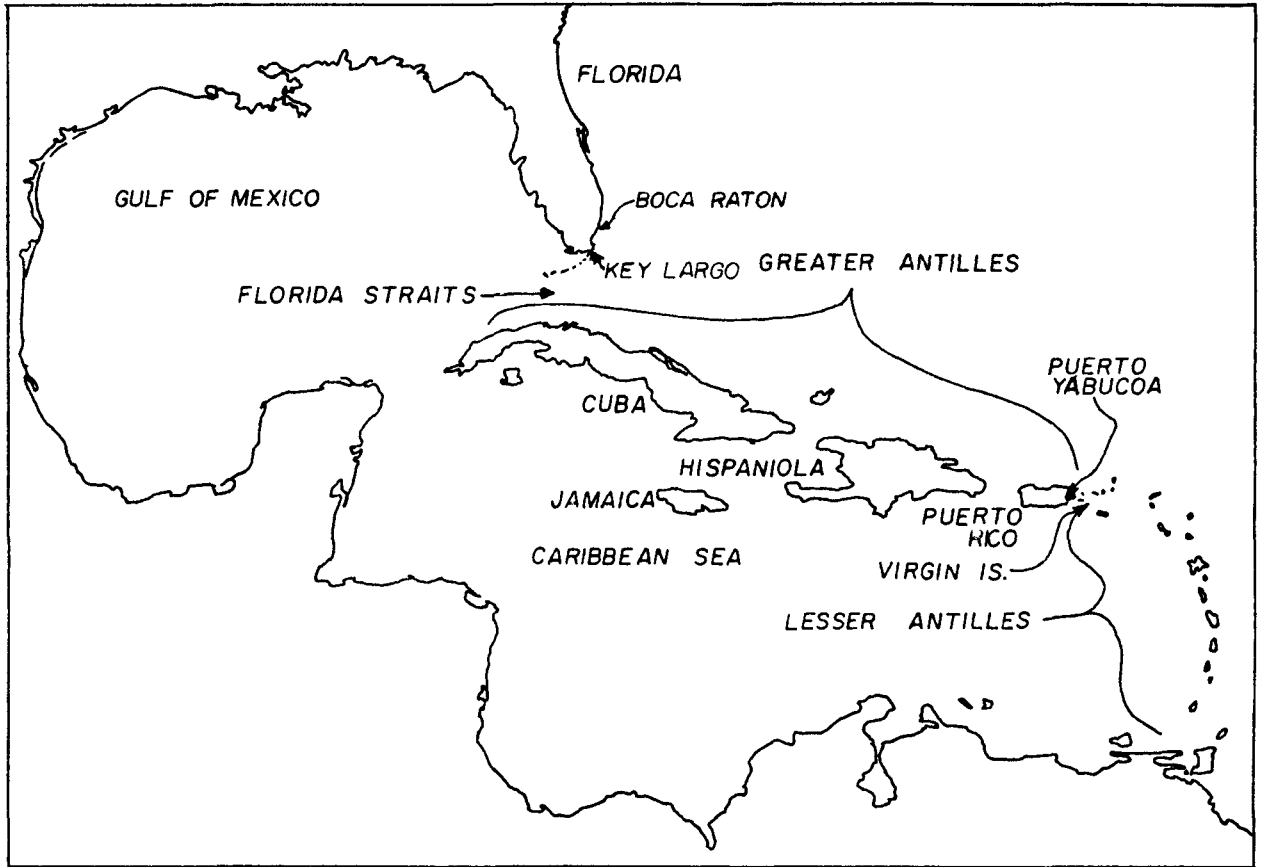 FLORIDA
GULF OF MEXICO
BOCA RATON
KEY LARGO
GREATER ANTILLES
FLORIDA STRAITS
PUERTO
YABUCOA
CUBA
HISPANIOLA
JAMAICA
PUERTO
RICO
CARIBBEAN SEA
VIRGIN IS.
LESSER ANTILLES